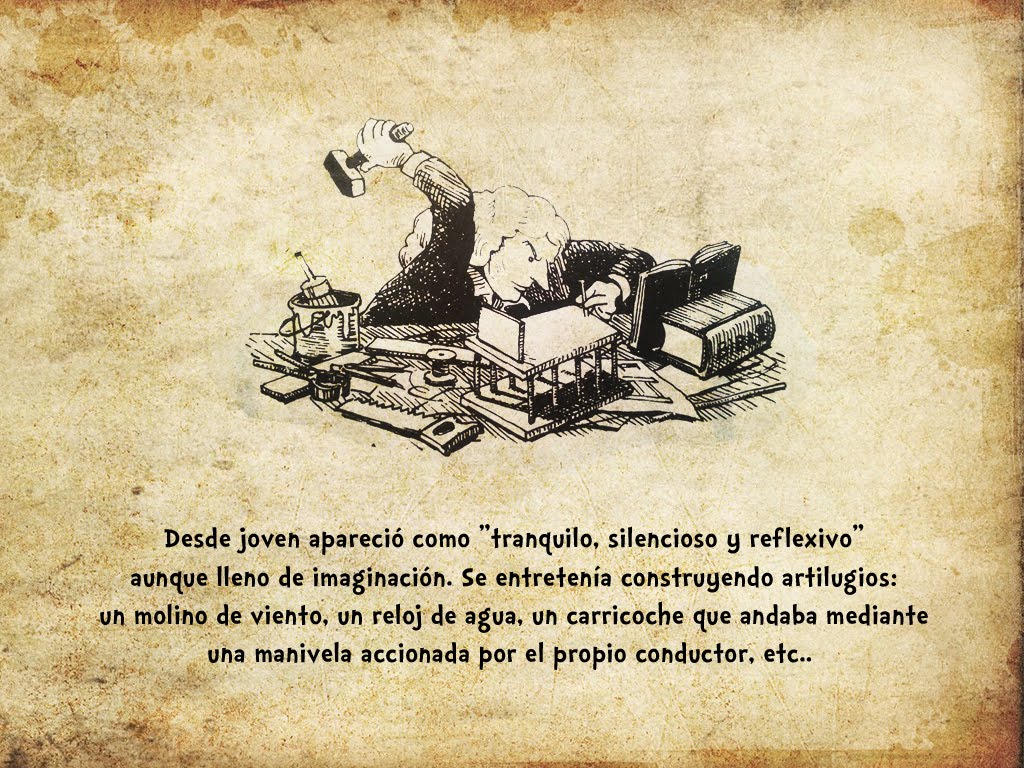 Desde joven apareció como "tranquilo, silencioso y reflexivo"
aunque lleno de imaginación. Se entretenía construyendo artilugios:
un molino de viento, un reloj de agua, un carricoche que andaba mediante
una manivela accionada por el propio conductor, etc..